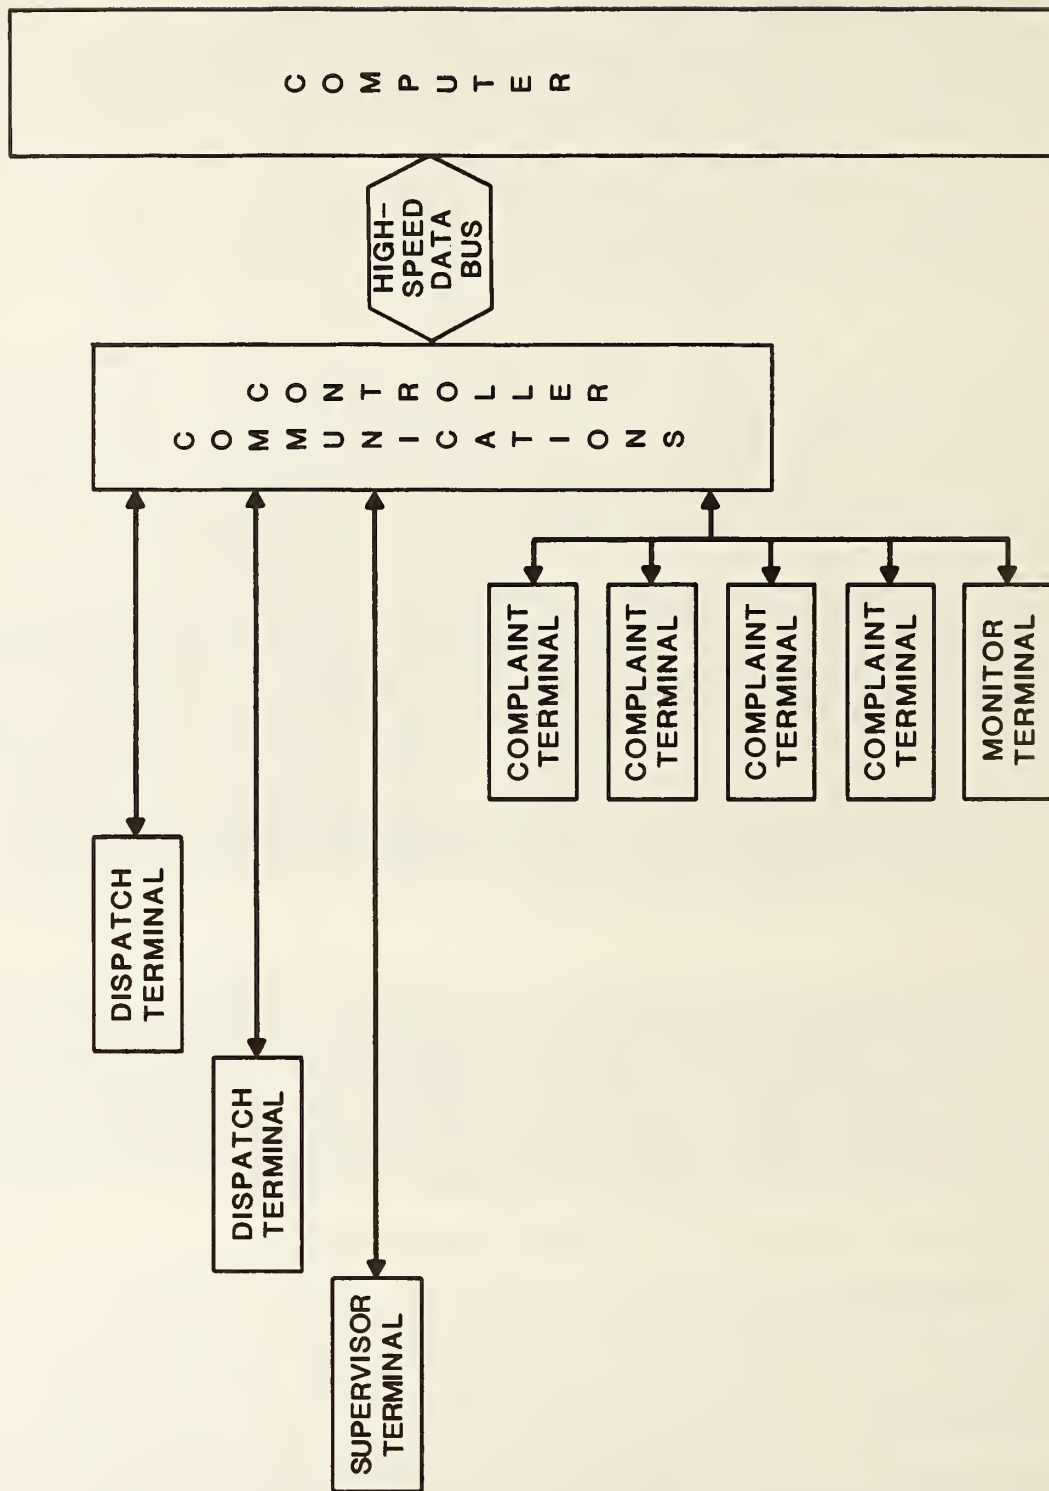 COMPUTER
HIGH-
SPEED
DATA
BUS
COMMUNICATIONS
CONTROLLER
DISPATCH
TERMINAL
DISPATCH
TERMINAL
SUPERVISOR
TERMINAL
COMPLAINT
TERMINAL
COMPLAINT
TERMINAL
COMPLAINT
TERMINAL
COMPLAINT
TERMINAL
MONITOR
TERMINAL